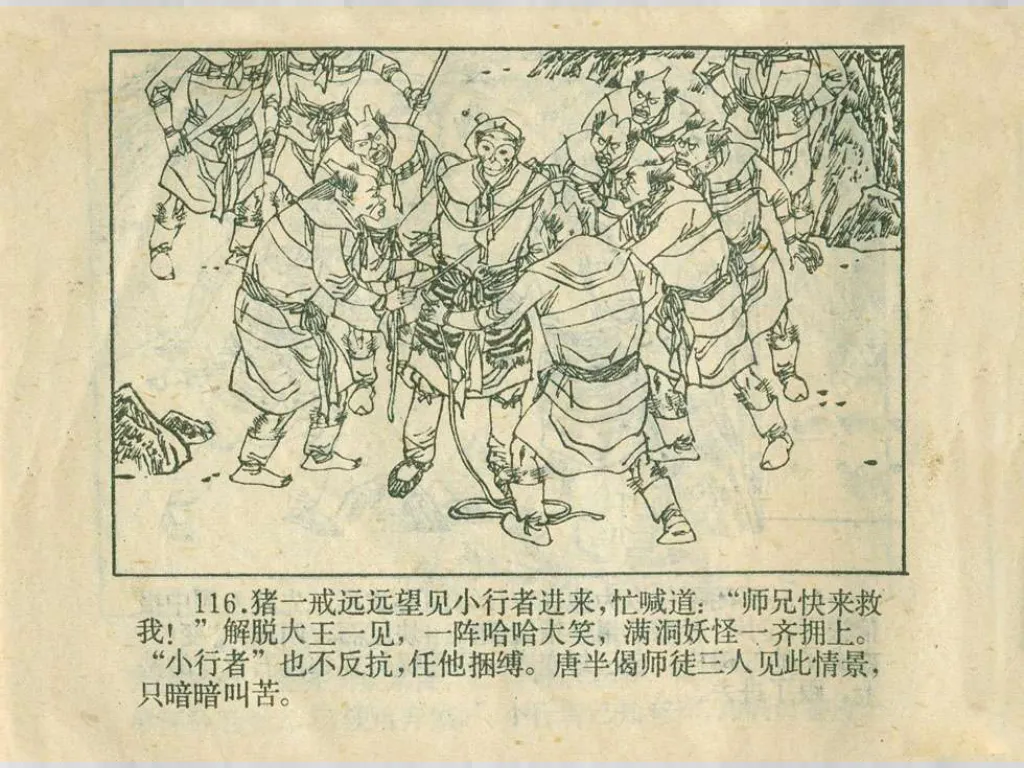 116.猪一戒远远望见小行者进来，忙喊道：“师兄快来救
我！”解脱大王一见，一阵哈哈大笑，满洞妖怪一齐拥上。
“小行者”也不反抗，任他捆缚。唐半偈师徒三人见此情景，
只暗暗叫苦。